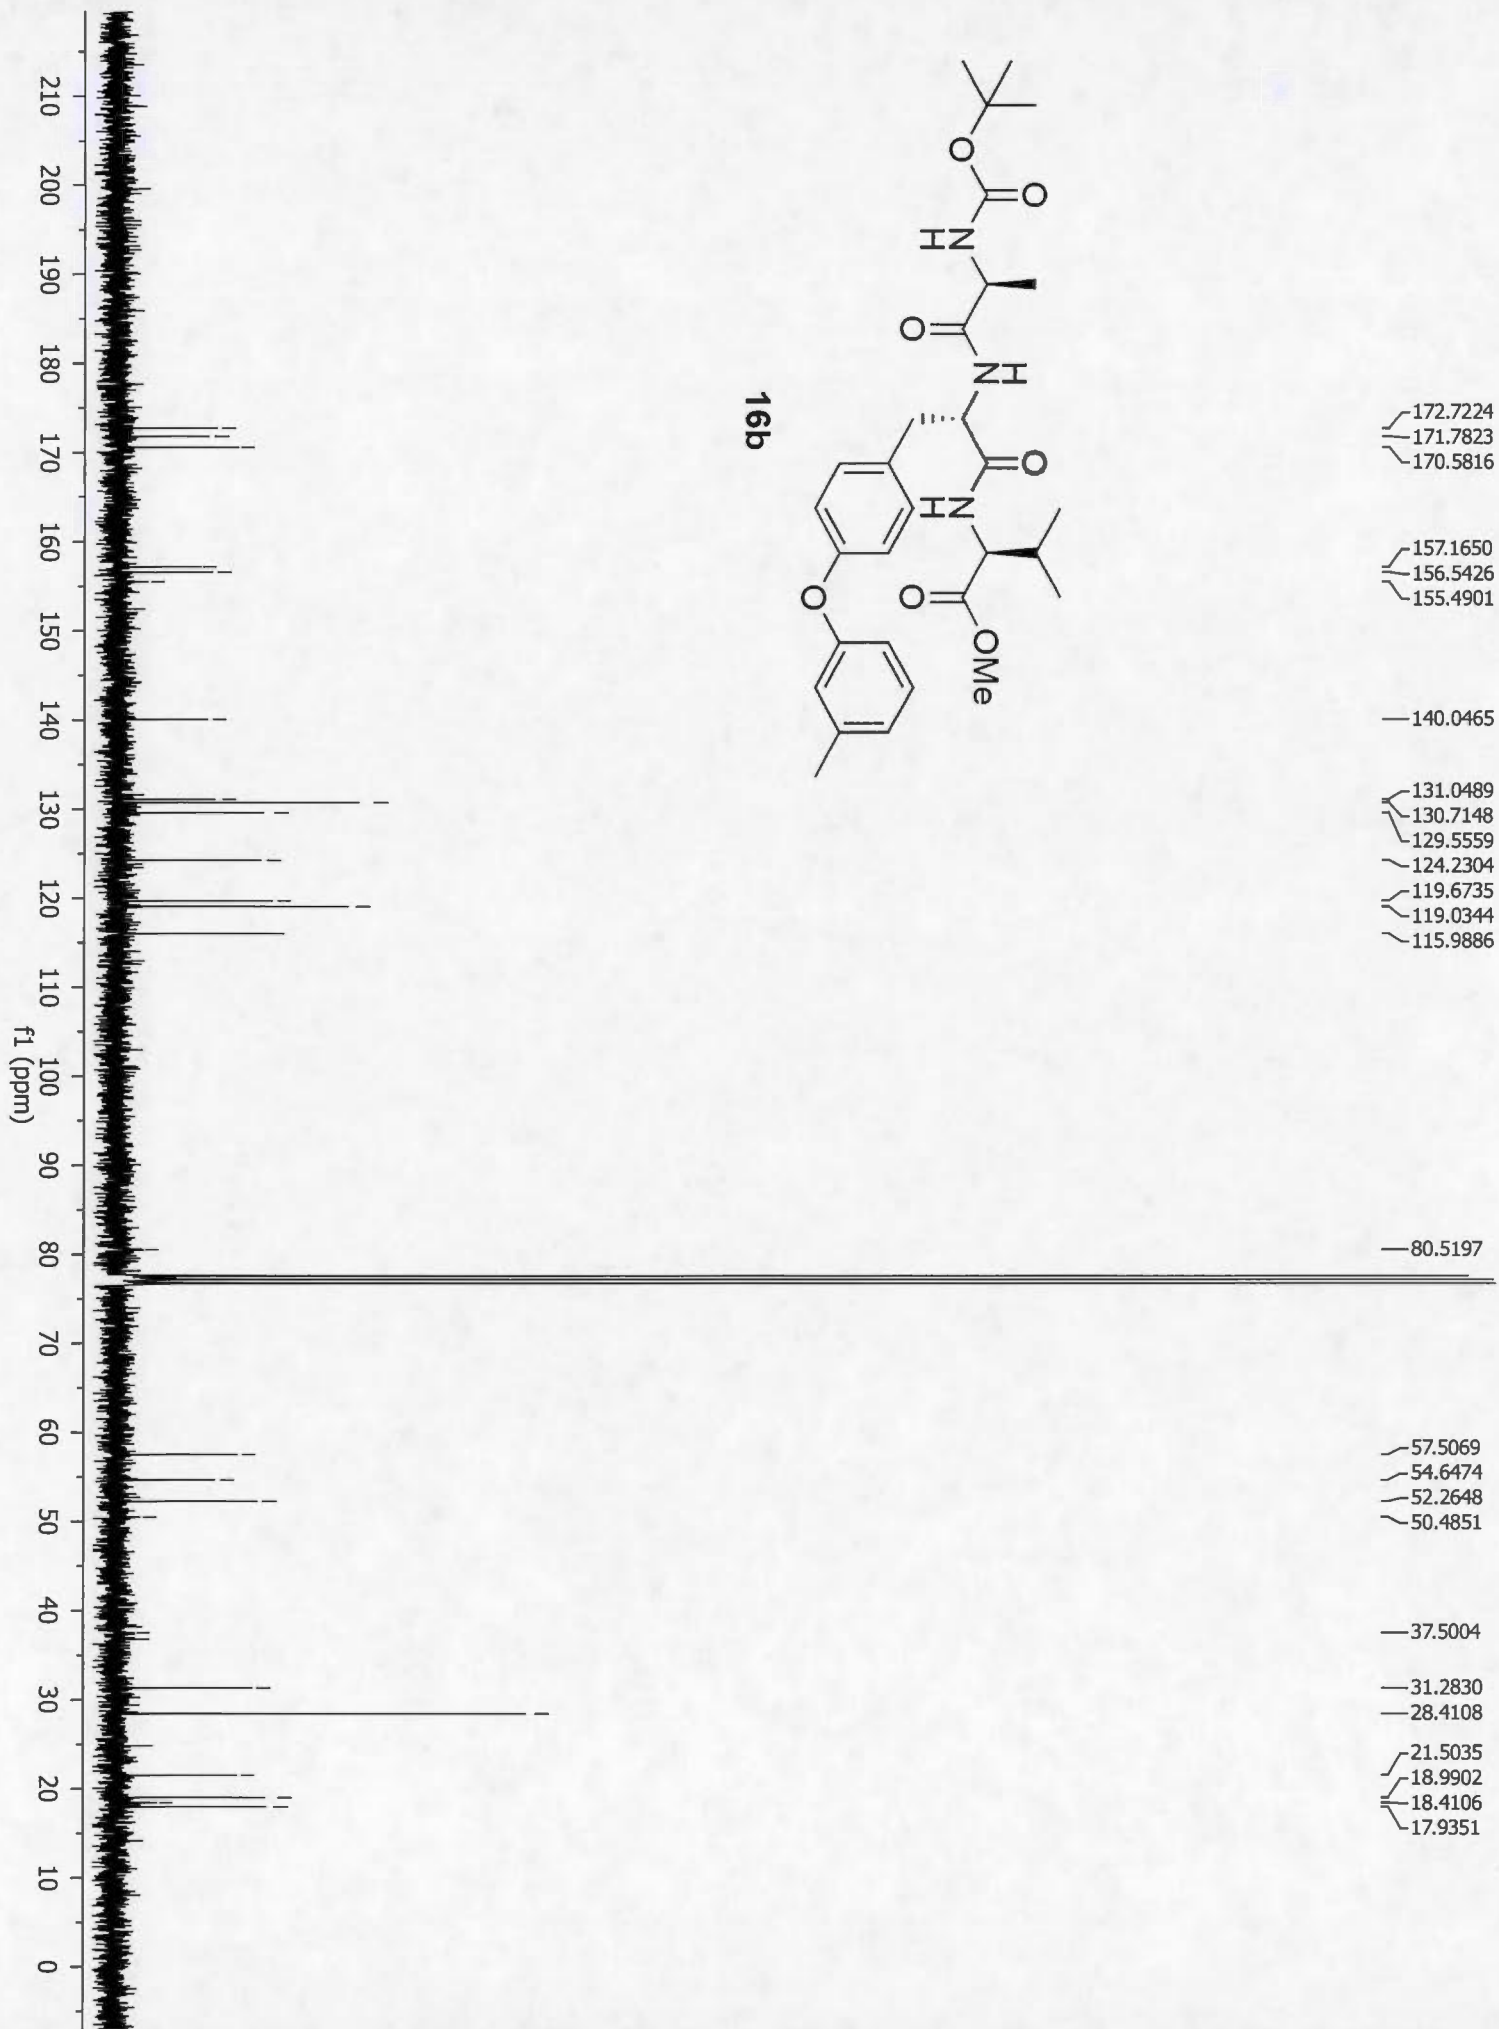 172.7224
171.7823
170.5816
157.1650
156.5426
155.4901
140.0465
131.0489
130.7148
129.5559
124.2304
119.6735
119.0344
115.9886
80.5197
57.5069
54.6474
52.2648
50.4851
37.5004
31.2830
28.4108
21.5035
18.9902
18.4106
17.9351
O
O
N
H
O
H
N
O
N
H
O
OMe
O
16b
210 200 190 180 170 160 150 140 130 120 110 100 90 80 70 60 50 40 30 20 10 0
f1 (ppm)